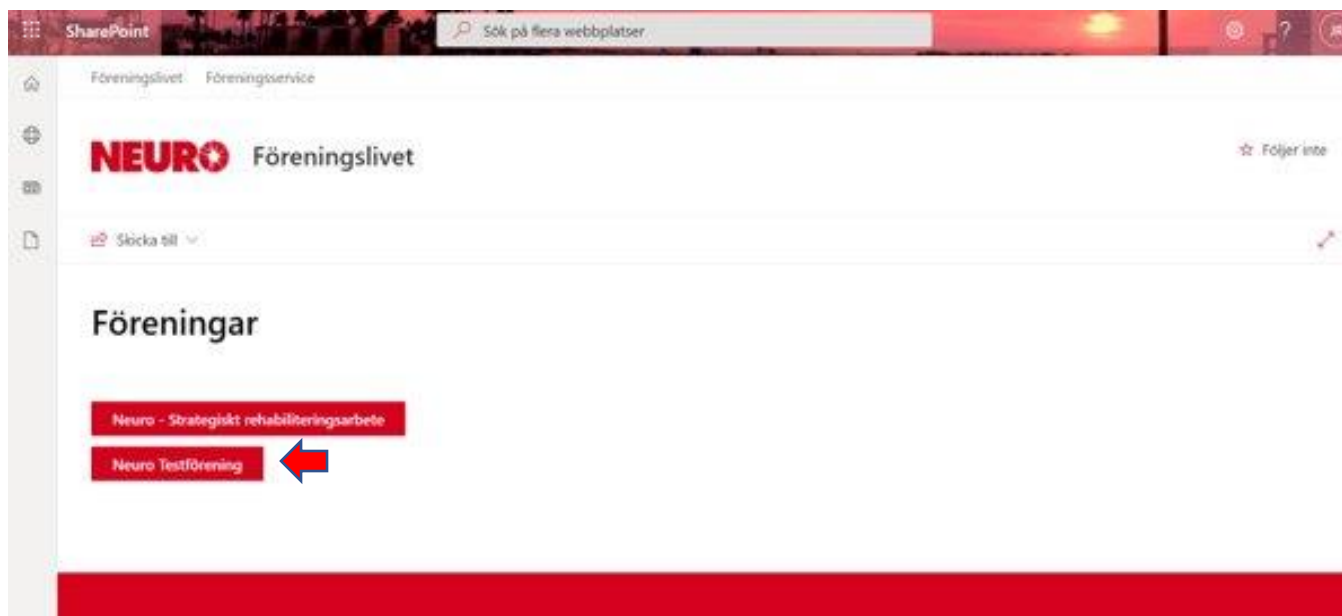 SharePoint
Sök på flera webbplatser
?
Föreningslivet Föreningsservice
NEURO Föreningslivet
Följer inte
Skicka till
Föreningar
Neuro - Strategiskt rehabiliteringsarbete
Neuro Testförening